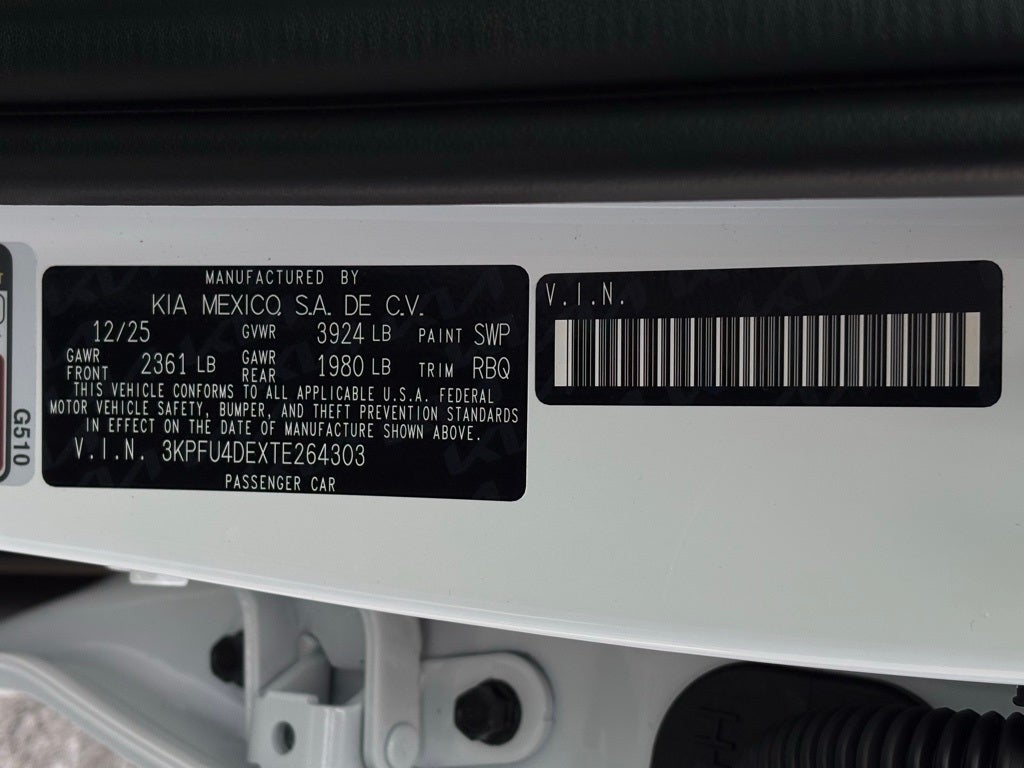 MANUFACTURED BY
KIA MEXICO, S.A. DE C.V.
12/25 GVWR 3924 LB PAINT SWP
GAWR FRONT 2361 LB GAWR REAR 1980 LB TRIM RBQ
THIS VEHICLE CONFORMS TO ALL APPLICABLE U.S.A. FEDERAL
MOTOR VEHICLE SAFETY, BUMPER, AND THEFT PREVENTION STANDARDS
IN EFFECT ON THE DATE OF MANUFACTURE SHOWN ABOVE.
V.I.N. 3KPFU4DEXTE264303
PASSENGER CAR
V.I.N.
G510